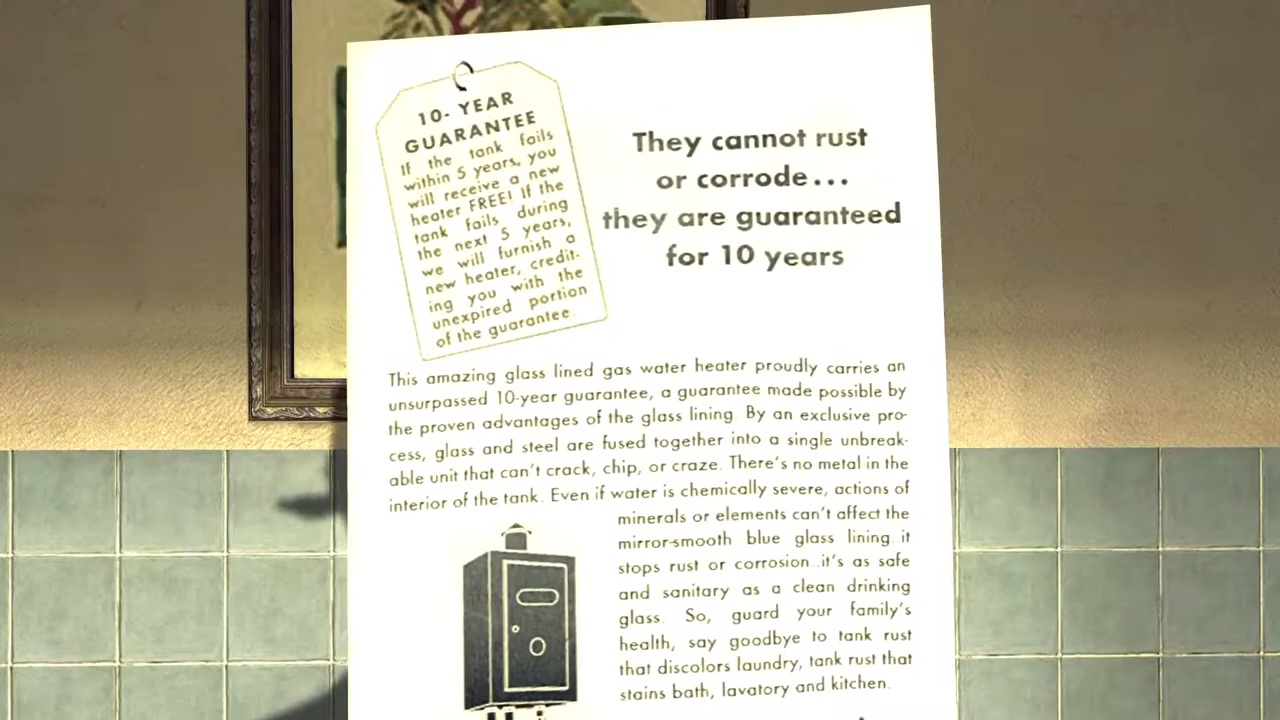 10- YEAR
GUARANTEE
If the tank fails
within 5 years, you
will receive a new
heater FREE! If the
tank fails during
the next 5 years,
we will furnish a
new heater, credit-
ing you with the
unexpired portion
of the guarantee.
They cannot rust
or corrode...
they are guaranteed
for 10 years
This amazing glass lined gas water heater proudly carries an
unsurpassed 10-year guarantee, a guarantee made possible by
the proven advantages of the glass lining. By an exclusive pro-
cess, glass and steel are fused together into a single unbreak-
able unit that can't crack, chip, or craze. There's no metal in the
interior of the tank. Even if water is chemically severe, actions of
minerals or elements can't affect the
mirror-smooth blue glass lining. it
stops rust or corrosion..it's as safe
and sanitary as a clean drinking
glass. So, guard your family's
health, say goodbye to tank rust
that discolors laundry, tank rust that
stains bath, lavatory and kitchen.